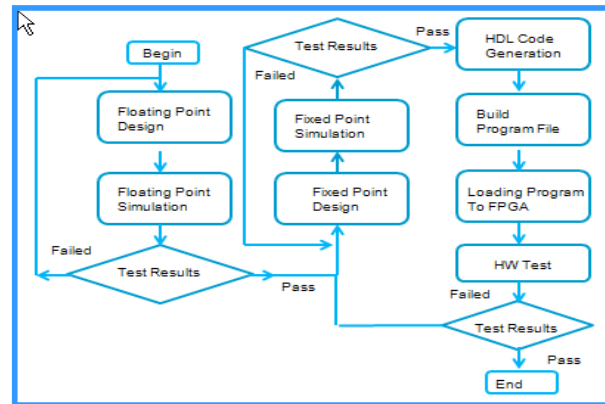 Begin
Floating Point
Design
Floating Point
Simulation
Failed
Test Results
Pass
Test Results
Pass
Failed
Fixed Point
Simulation
Fixed Point
Design
HDL Code
Generation
Build
Program File
Loading Program
To FPGA
HW Test
Failed
Test Results
Pass
End